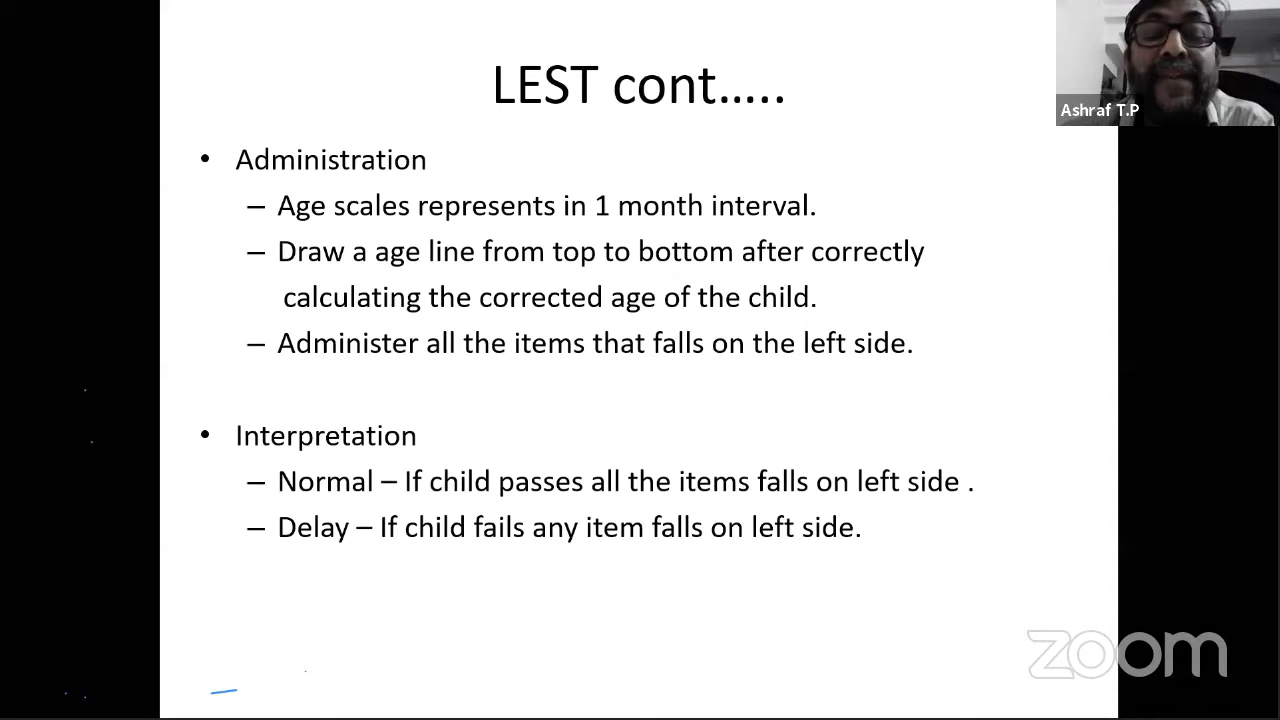 LEST cont…..
Ashraf T.P
• Administration
– Age scales represents in 1 month interval.
– Draw a age line from top to bottom after correctly
calculating the corrected age of the child.
– Administer all the items that falls on the left side.
• Interpretation
– Normal – If child passes all the items falls on left side .
– Delay – If child fails any item falls on left side.
zoom